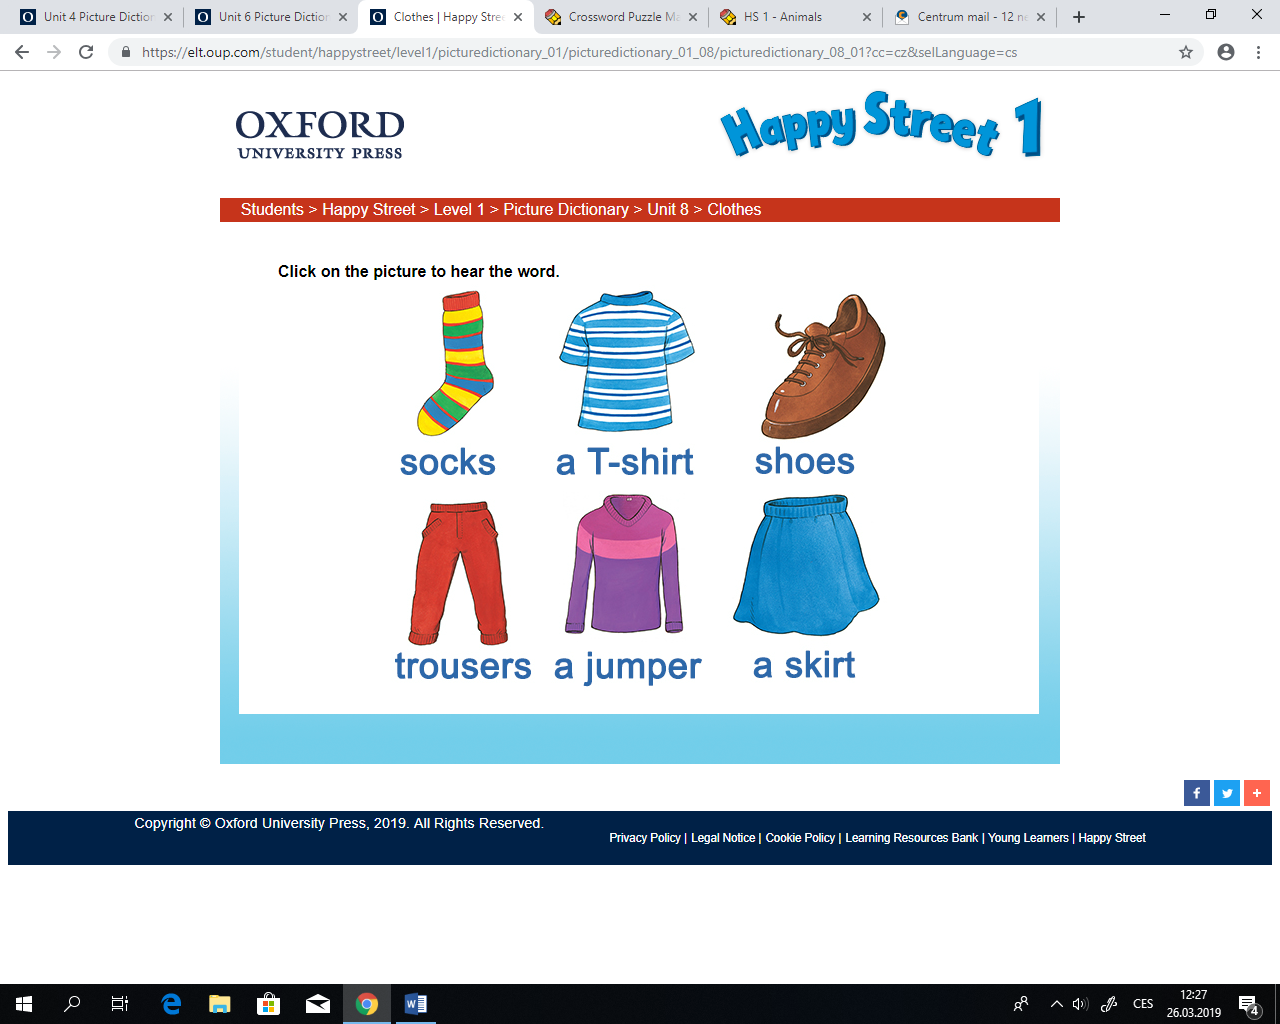 Unit 4 Picture Diction
Unit 6 Picture Diction
Clothes | Happy Stree
Crossword Puzzle Ma
HS 1 - Animals
Centrum mail - 12 ne
https://elt.oup.com/student/happystreet/level1/picturedictionary_01/picturedictionary_01_08/picturedictionary_08_01?cc=cz&selLanguage=cs
OXFORD
UNIVERSITY PRESS
Happy Street 1
Students > Happy Street > Level 1 > Picture Dictionary > Unit 8 > Clothes
Click on the picture to hear the word.
socks
a T-shirt
shoes
trousers
a jumper
a skirt
Copyright © Oxford University Press, 2019. All Rights Reserved.
Privacy Policy | Legal Notice | Cookie Policy | Learning Resources Bank | Young Learners | Happy Street
CES
12:27
26.03.2019
4